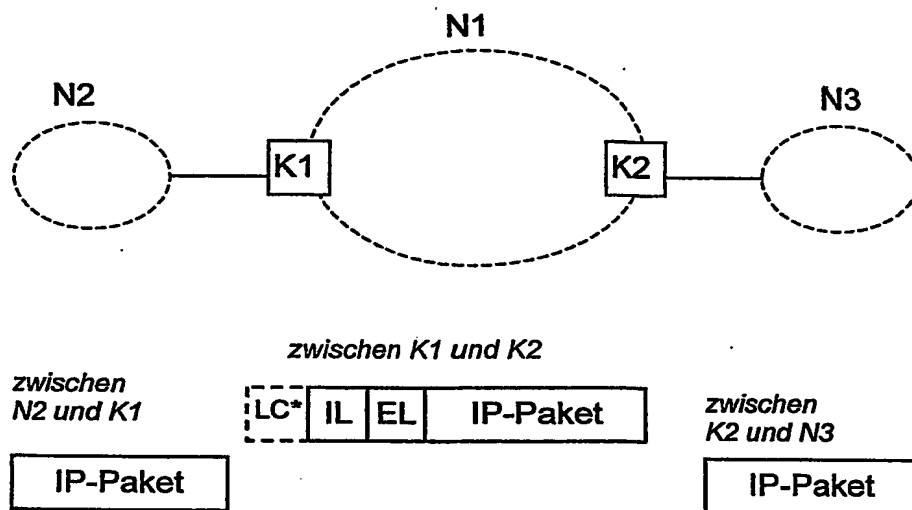 N1
N2
N3
K1
K2
zwischen K1 und K2
zwischen
N2 und K1
LC* IL EL IP-Paket
zwischen
K2 und N3
IP-Paket
IP-Paket